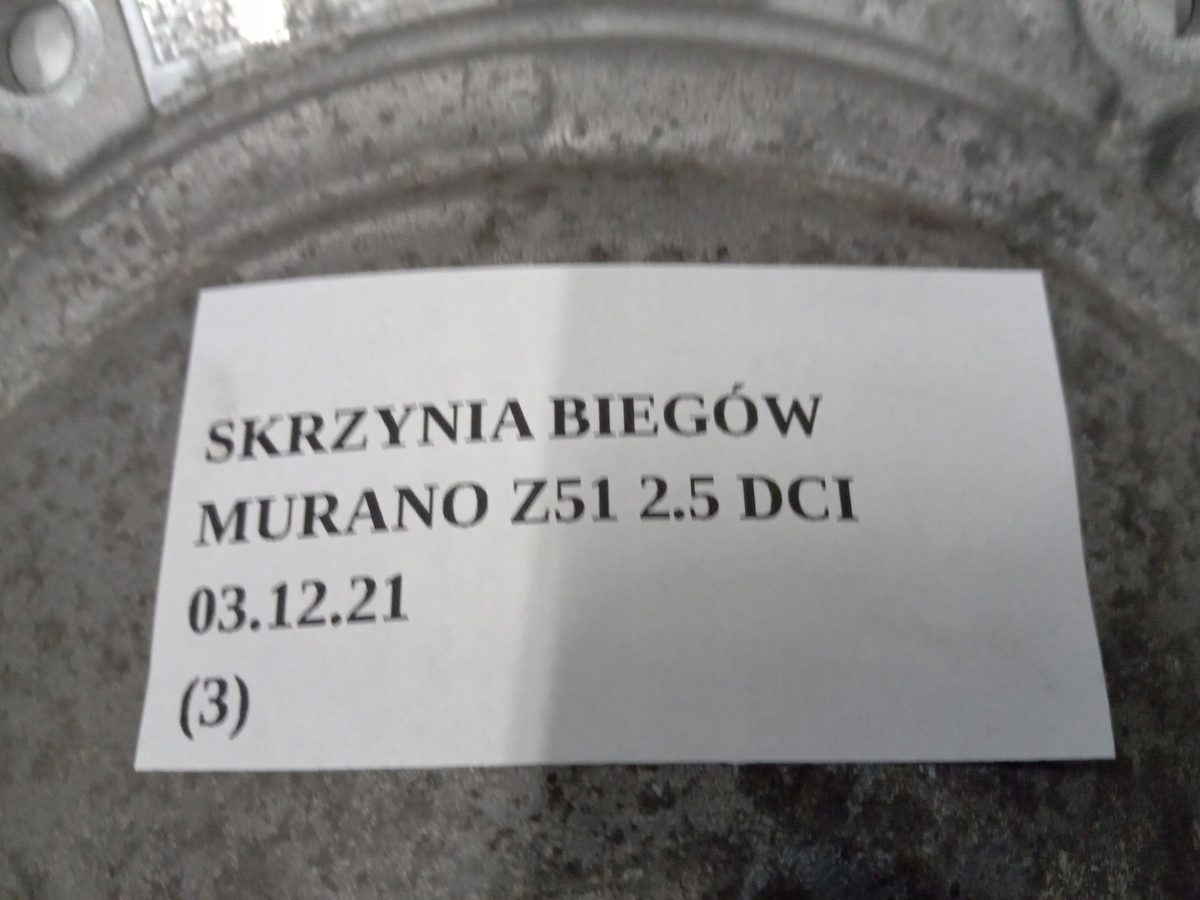 SKRZYNIA BIEGÓW
MURANO Z51 2.5 DCI
03.12.21
(3)